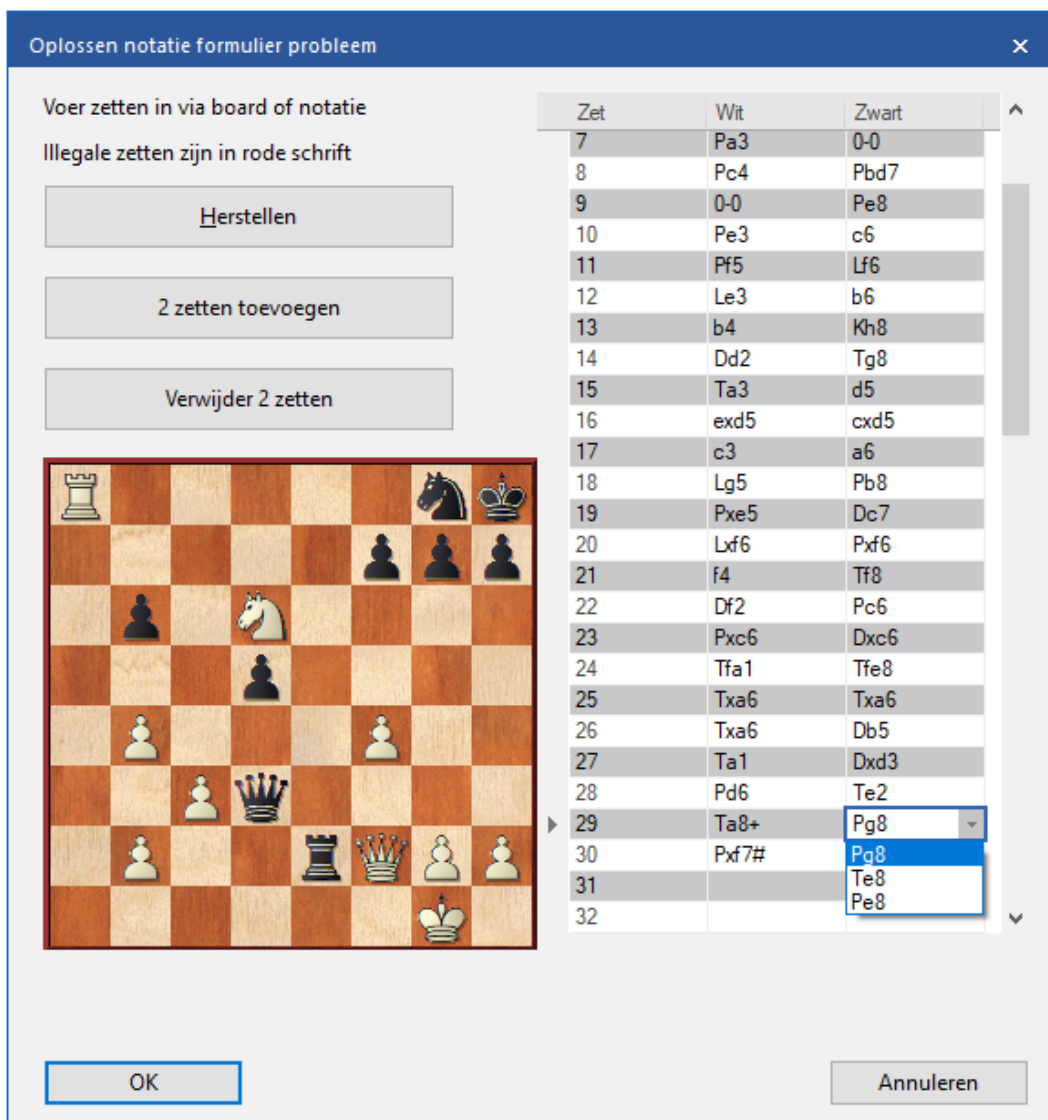 Oplossen notatie formulier probleem
Voer zetten in via board of notatie
Illegale zetten zijn in rode schrift
Herstellen
2 zetten toevoegen
Verwijder 2 zetten
Zet Wit Zwart
7 Pa3 0-0
8 Pc4 Pbd7
9 0-0 Pe8
10 Pe3 c6
11 Pf5 Lf6
12 Le3 b6
13 b4 Kh8
14 Dd2 Tg8
15 Ta3 d5
16 exd5 cxd5
17 c3 a6
18 Lg5 Pb8
19 Pxe5 Dc7
20 Lxf6 Pxf6
21 f4 Tf8
22 Df2 Pc6
23 Pxc6 Dxc6
24 Tfa1 Tfe8
25 Txa6 Txa6
26 Txa6 Db5
27 Ta1 Dxd3
28 Pd6 Te2
29 Ta8+ Pg8
30 Pxf7# Pg8
31 Te8
32 Pe8
OK
Annuleren